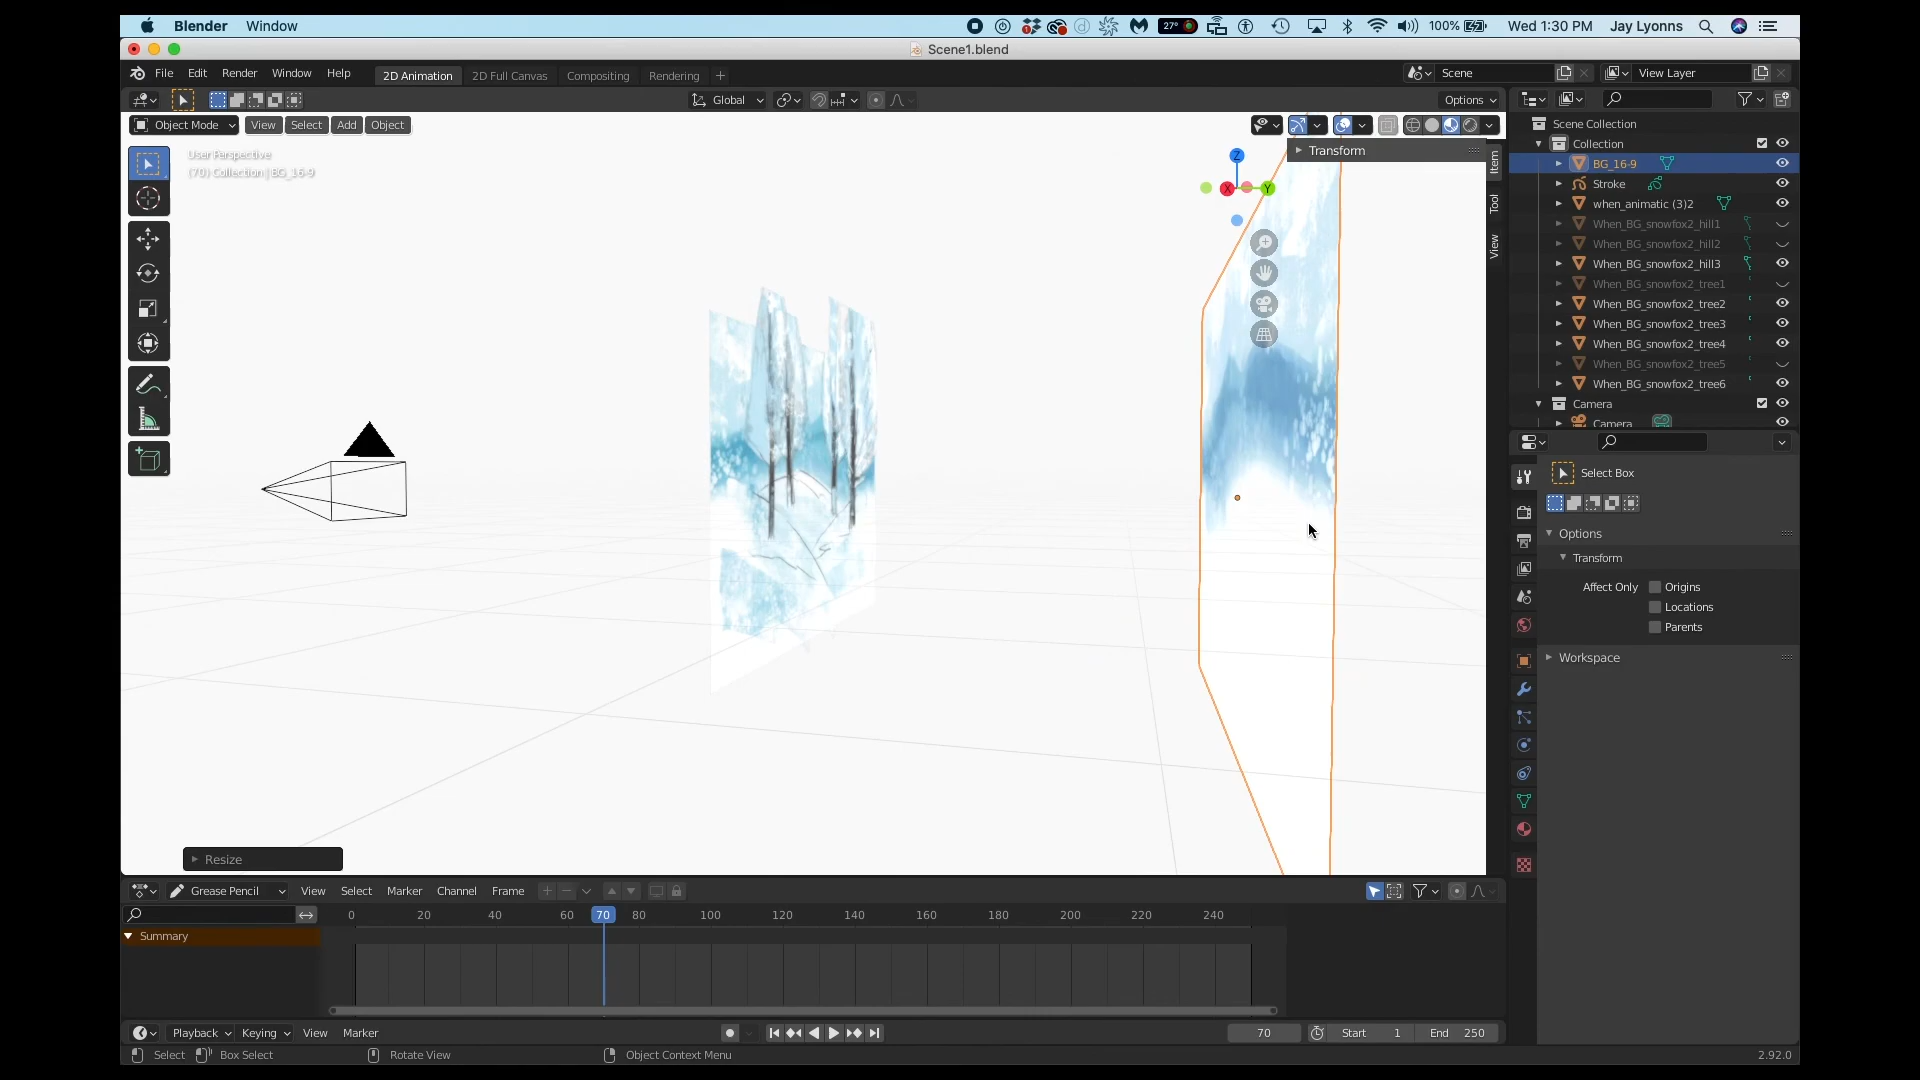 Blender Window 27° 100% Wed 1:30 PM Jay Lyonns
Scene1.blend
File Edit Render Window Help 2D Animation 2D Full Canvas Compositing Rendering + Scene View Layer
Global Options
Object Mode View Select Add Object
User Perspective
(70) Collection | BG_16-9
Transform
Z
X Y
Item
Tool
View
Scene Collection
Collection
BG_16-9
Stroke
when_animatic (3)2
When_BG_snowfox2_hill1
When_BG_snowfox2_hill2
When_BG_snowfox2_hill3
When_BG_snowfox2_tree1
When_BG_snowfox2_tree2
When_BG_snowfox2_tree3
When_BG_snowfox2_tree4
When_BG_snowfox2_tree5
When_BG_snowfox2_tree6
Camera
Camera
Select Box
Options
Transform
Affect Only Origins
Locations
Parents
Workspace
Resize
Grease Pencil View Select Marker Channel Frame
0 20 40 60 70 80 100 120 140 160 180 200 220 240
Summary
Playback Keying View Marker 70 Start 1 End 250
Select Box Select Rotate View Object Context Menu 2.92.0